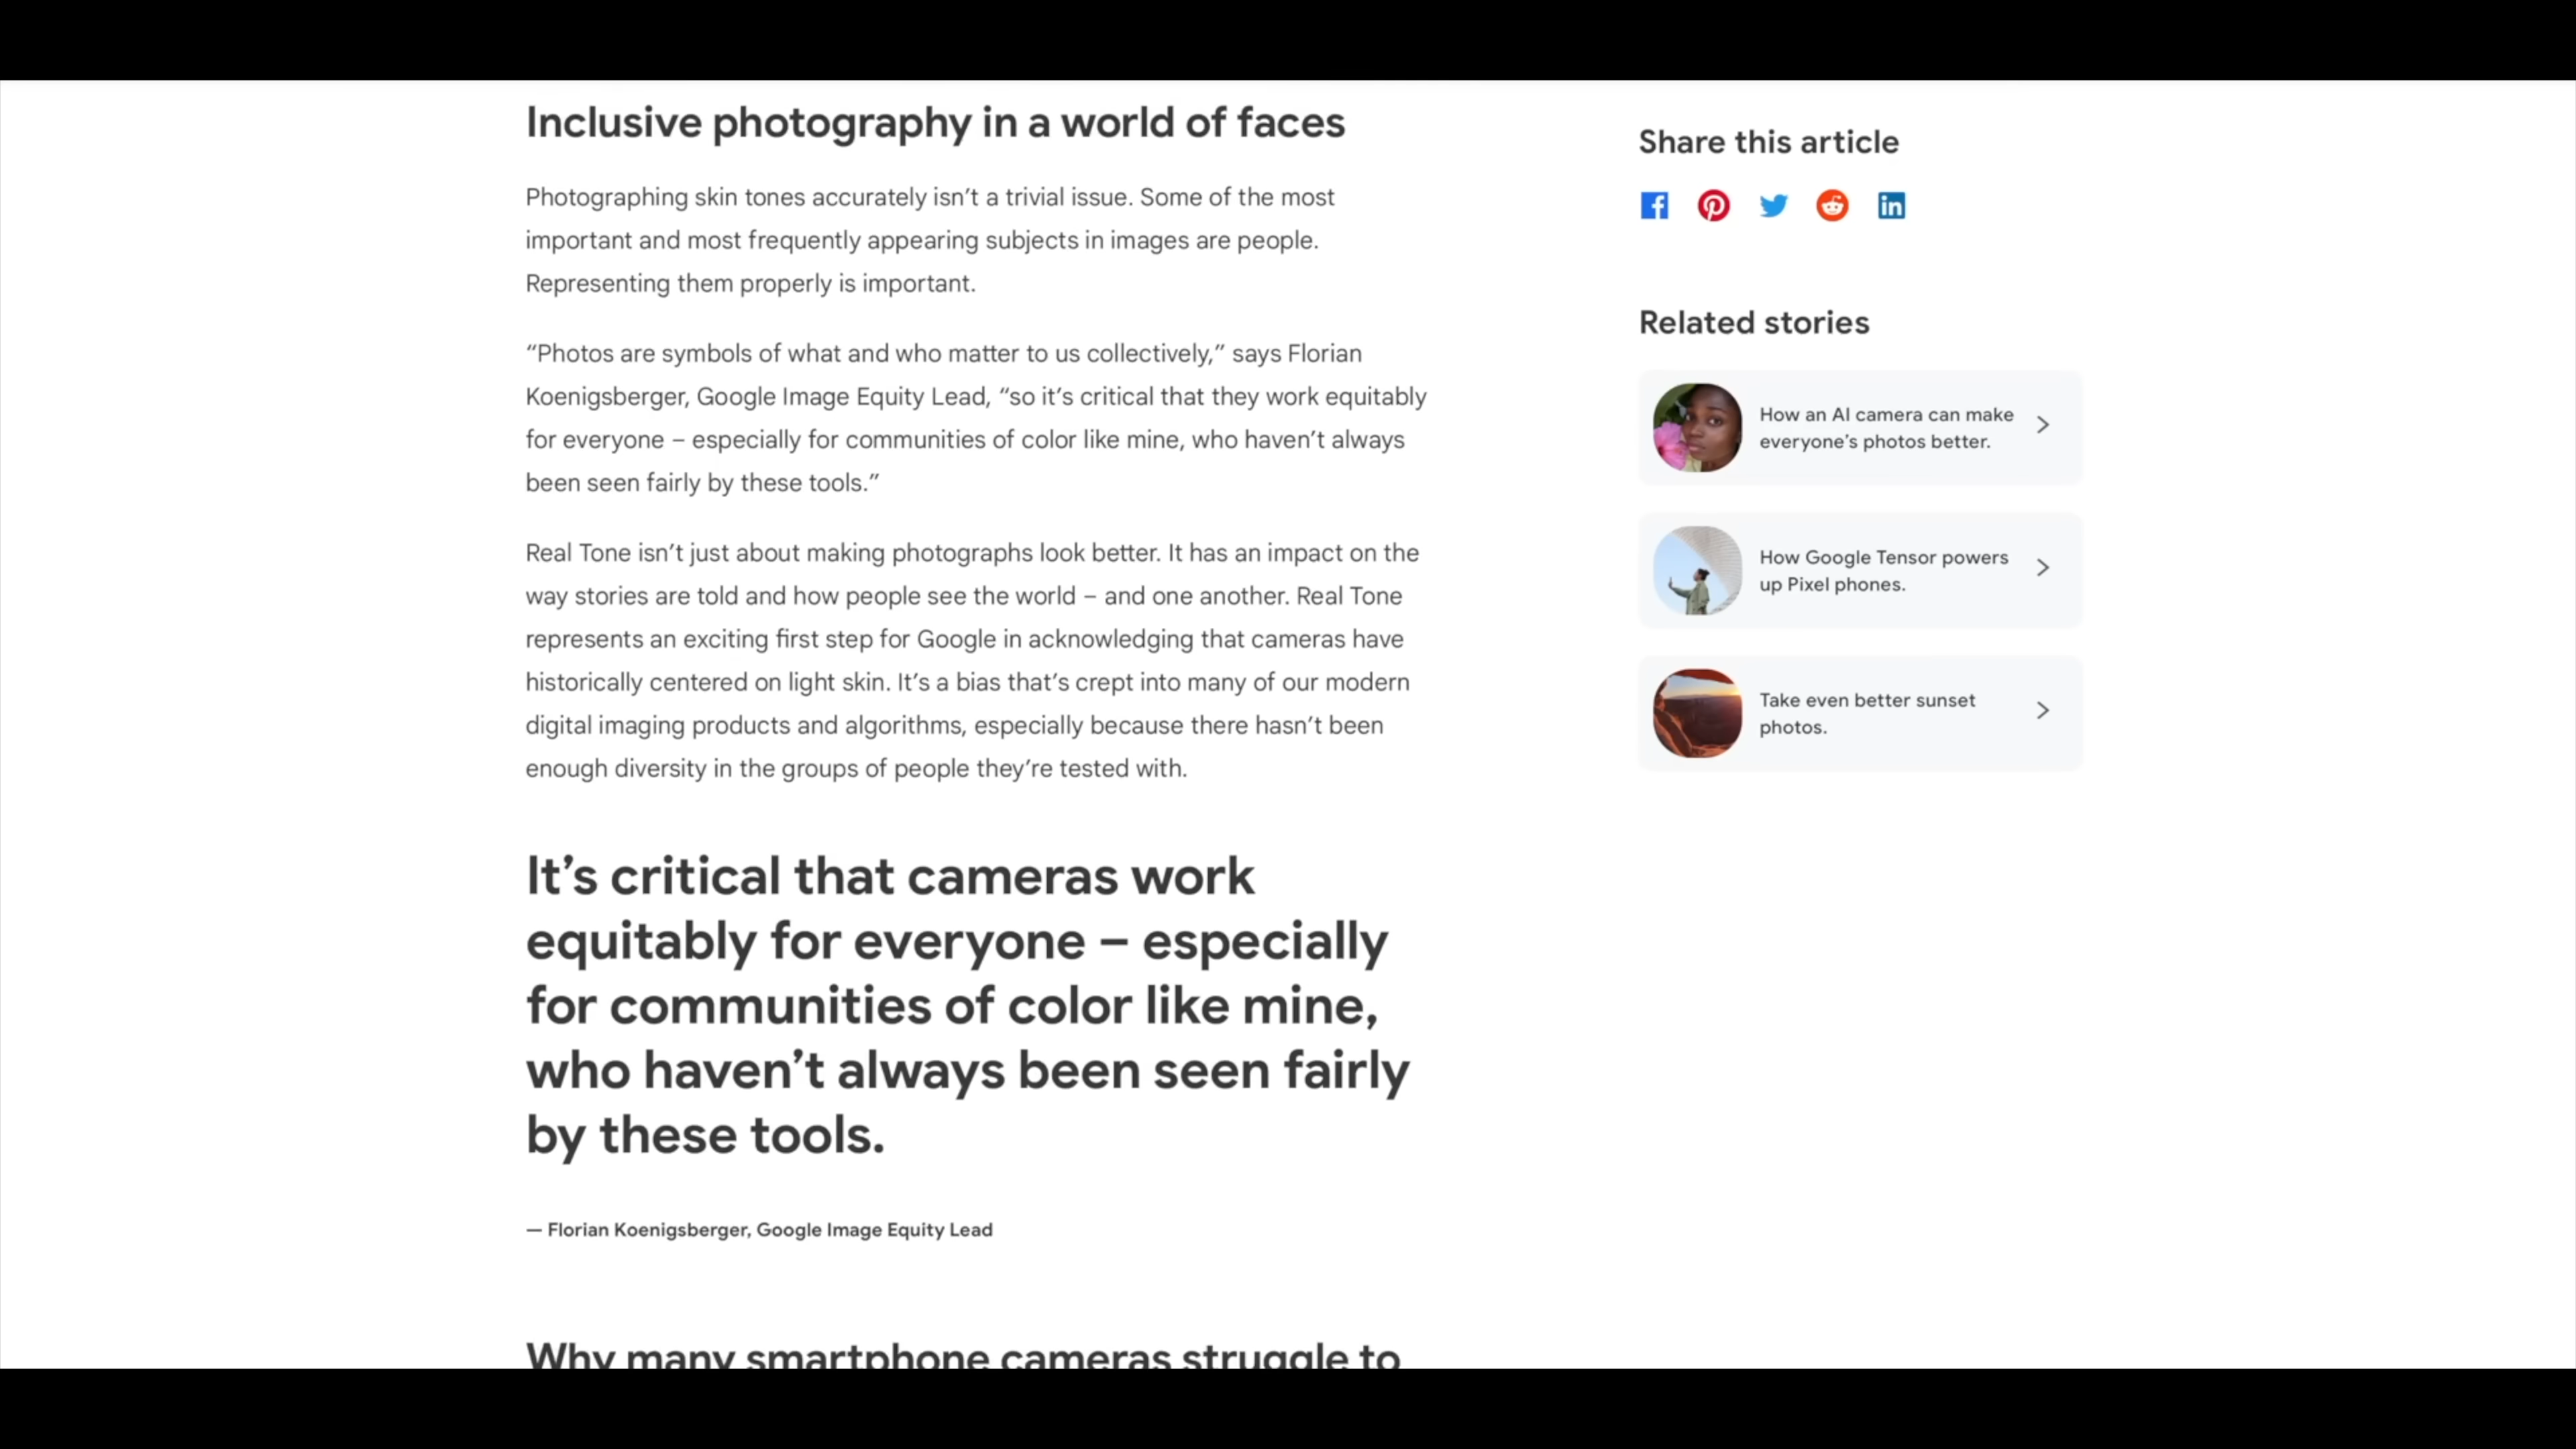 Inclusive photography in a world of faces
Photographing skin tones accurately isn’t a trivial issue. Some of the most
important and most frequently appearing subjects in images are people.
Representing them properly is important.
“Photos are symbols of what and who matter to us collectively,” says Florian
Koenigsberger, Google Image Equity Lead, “so it’s critical that they work equitably
for everyone – especially for communities of color like mine, who haven’t always
been seen fairly by these tools.”
Real Tone isn’t just about making photographs look better. It has an impact on the
way stories are told and how people see the world – and one another. Real Tone
represents an exciting first step for Google in acknowledging that cameras have
historically centered on light skin. It’s a bias that’s crept into many of our modern
digital imaging products and algorithms, especially because there hasn’t been
enough diversity in the groups of people they’re tested with.
It’s critical that cameras work
equitably for everyone – especially
for communities of color like mine,
who haven’t always been seen fairly
by these tools.
— Florian Koenigsberger, Google Image Equity Lead
Why many smartphone cameras struggle to
Share this article
Related stories
How an AI camera can make
everyone’s photos better.
How Google Tensor powers
up Pixel phones.
Take even better sunset
photos.